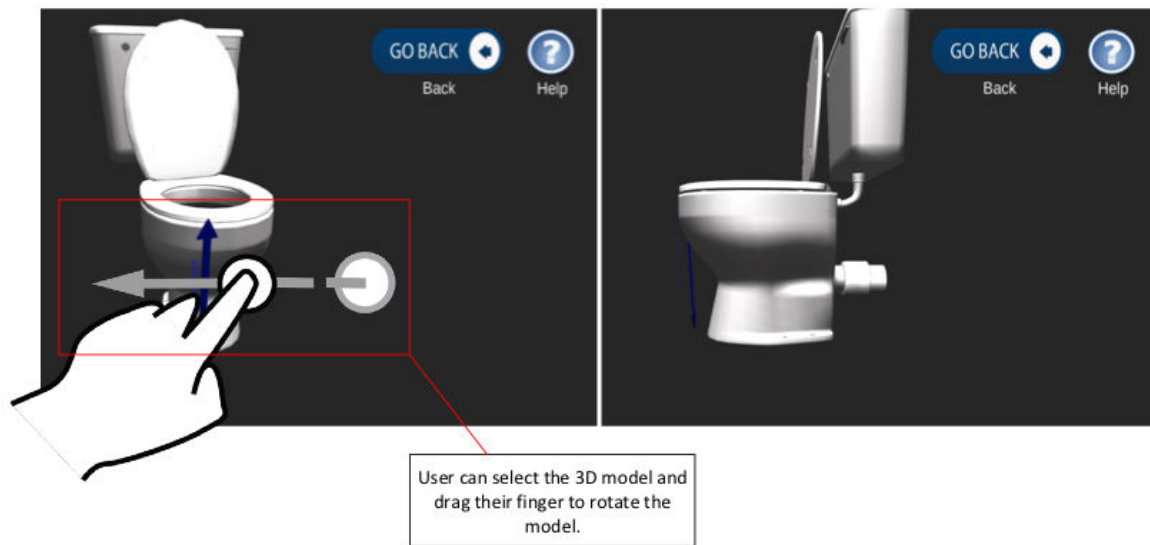 GO BACK
?
Back
Help
GO BACK
?
Back
Help
User can select the 3D model and
drag their finger to rotate the
model.